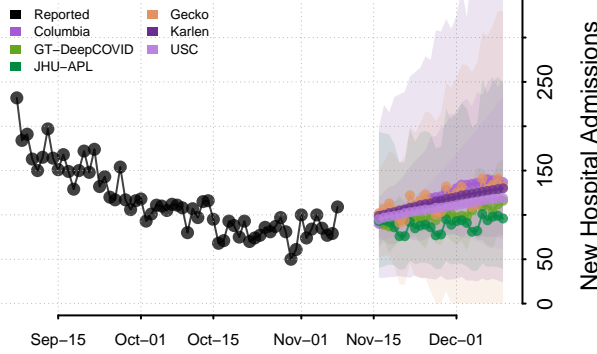 Reported
Columbia
GT−DeepCOVID
JHU−APL
Gecko
Karlen
USC
250
150
50
0
New Hospital Admissions
Sep−15
Oct−01
Oct−15
Nov−01
Nov−15
Dec−01